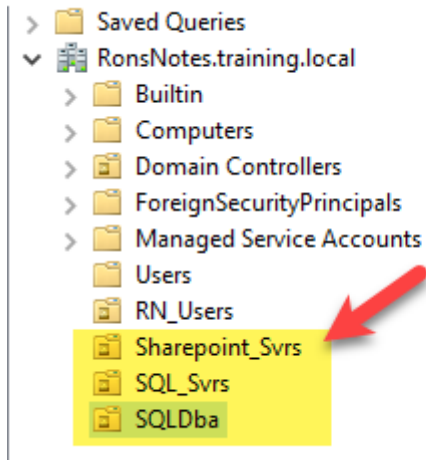 Saved Queries
RonsNotes.training.local
Builtin
Computers
Domain Controllers
ForeignSecurityPrincipals
Managed Service Accounts
Users
RN_Users
Sharepoint_Svrs
SQL_Svrs
SQLDba